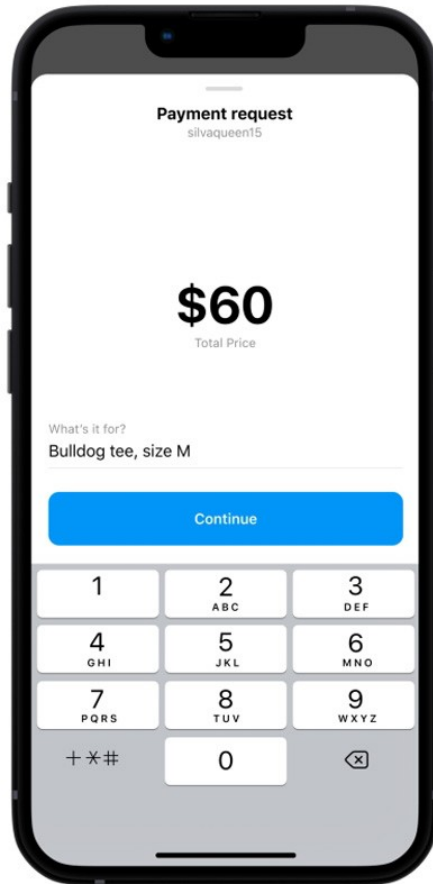 Payment request
silvaqueen15
$60
Total Price
What's it for?
Bulldog tee, size M
Continue
1 2 3
ABC DEF
4 5 6
GHI JKL MNO
7 8 9
PQRS TUV WXYZ
+*# 0